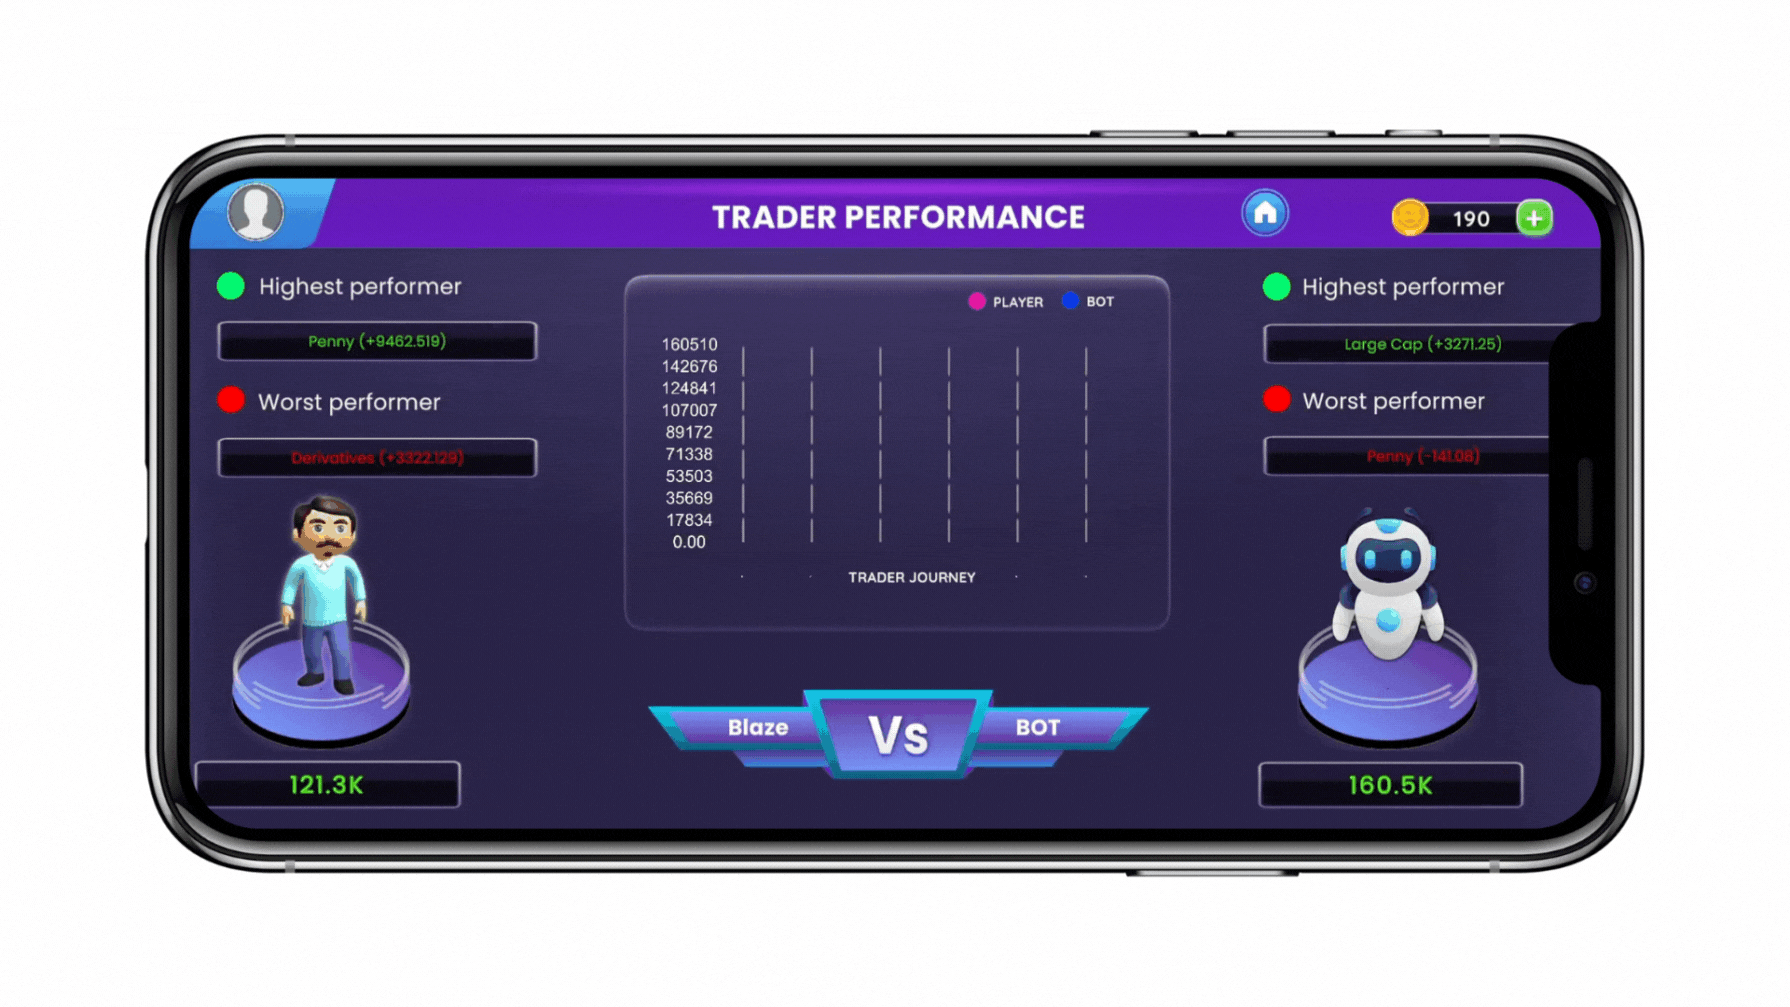 TRADER PERFORMANCE
190
Highest performer
Penny (+9462.519)
Worst performer
Derivatives (+3322.129)
121.3K
PLAYER BOT
160510
142676
124841
107007
89172
71338
53503
35669
17834
0.00
TRADER JOURNEY
Blaze Vs BOT
Highest performer
Large Cap (+3271.25)
Worst performer
Penny (-141.08)
160.5K